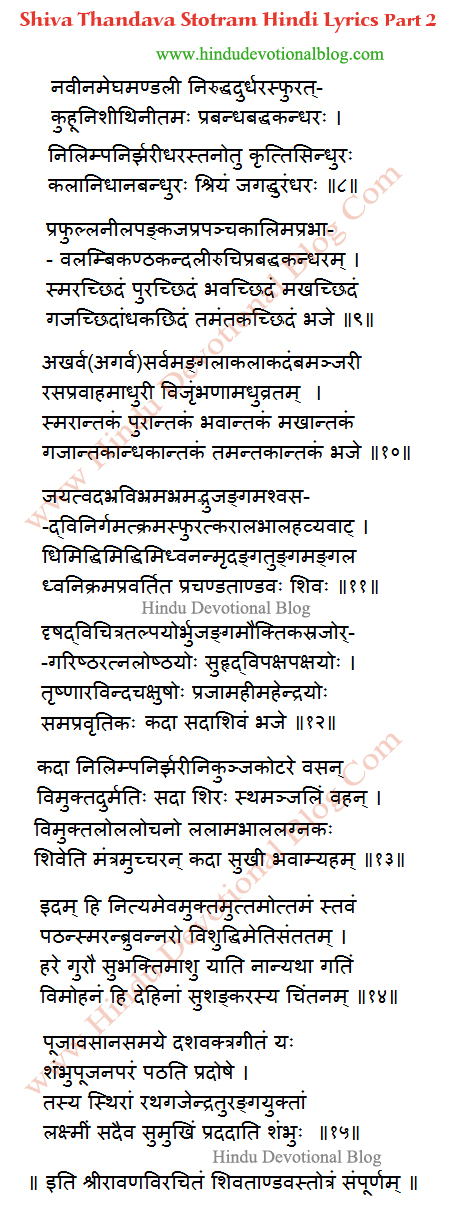 Shiva Thandava Stotram Hindi Lyrics Part 2
www.hindudevotionalblog.com
नवीनमेघमण्डली निरुद्धदुर्धरस्फुरत्-
कुहूनिशीथिनीतमः प्रबन्धबद्धकन्धरः ।
निलिम्पनिर्झरीधरस्तनोतु कृत्तिसिन्धुरः
कलानिधानबन्धुरः श्रियं जगद्धुरंधरः ॥८॥
प्रफुल्लनीलपङ्कजप्रपञ्चकालिमप्रभा-
- वलम्बिकण्ठकन्दलीरुचिप्रबद्धकन्धरम् ।
स्मरच्छिदं पुरच्छिदं भवच्छिदं मखच्छिदं
गजच्छिदांधकछिदं तमंतकच्छिदं भजे ॥९॥
अखर्व(अगर्व)सर्वमङ्गलाकलाकदंबमञ्जरी
रसप्रवाहमाधुरी विजृंभणामधुव्रतम् ।
स्मरान्तकं पुरान्तकं भवान्तकं मखान्तकं
गजान्तकान्धकान्तकं तमन्तकान्तकं भजे ॥१०॥
जयत्वदभ्रविभ्रमभ्रमद्भुजङ्गमश्वस-
-द्विनिर्गमत्क्रमस्फुरत्करालभालहव्यवाट् ।
धिमिद्धिमिद्धिमिध्वनन्मृदङ्गतुङ्गमङ्गल
ध्वनिक्रमप्रवर्तित प्रचण्डताण्डवः शिवः ॥११॥
Hindu Devotional Blog
दृषद्विचित्रतल्पयोर्भुजङ्गमौक्तिकस्रजोर्-
-गरिष्ठरत्नलोष्ठयोः सुहृद्विपक्षपक्षयोः ।
तृष्णारविन्दचक्षुषोः प्रजामहीमहेन्द्रयोः
समप्रवृतिकः कदा सदाशिवं भजे ॥१२॥
कदा निलिम्पनिर्झरीनिकुञ्जकोटरे वसन्
विमुक्तदुर्मतिः सदा शिरः स्थमञ्जलिं वहन् ।
विमुक्तलोललोचनो ललामभाललग्नकः
शिवेति मंत्रमुच्चरन् कदा सुखी भवाम्यहम् ॥१३॥
इदम् हि नित्यमेवमुक्तमुत्तमोत्तमं स्तवं
पठन्स्मरन्ब्रुवन्नरो विशुद्धिमेतिसंततम् ।
हरे गुरौ सुभक्तिमाशु याति नान्यथा गतिं
विमोहनं हि देहिनां सुशङ्करस्य चिंतनम् ॥१४॥
पूजावसानसमये दशवक्त्रगीतं यः
शंभुपूजनपरं पठति प्रदोषे ।
तस्य स्थिरां रथगजेन्द्रतुरङ्गयुक्तां
लक्ष्मीं सदैव सुमुखिं प्रददाति शंभुः ॥१५॥
Hindu Devotional Blog
॥ इति श्रीरावणविरचितं शिवताण्डवस्तोत्रं संपूर्णम् ॥
www.Hindu Devotional Blog Com
www.Hindu Devotional Blog Com